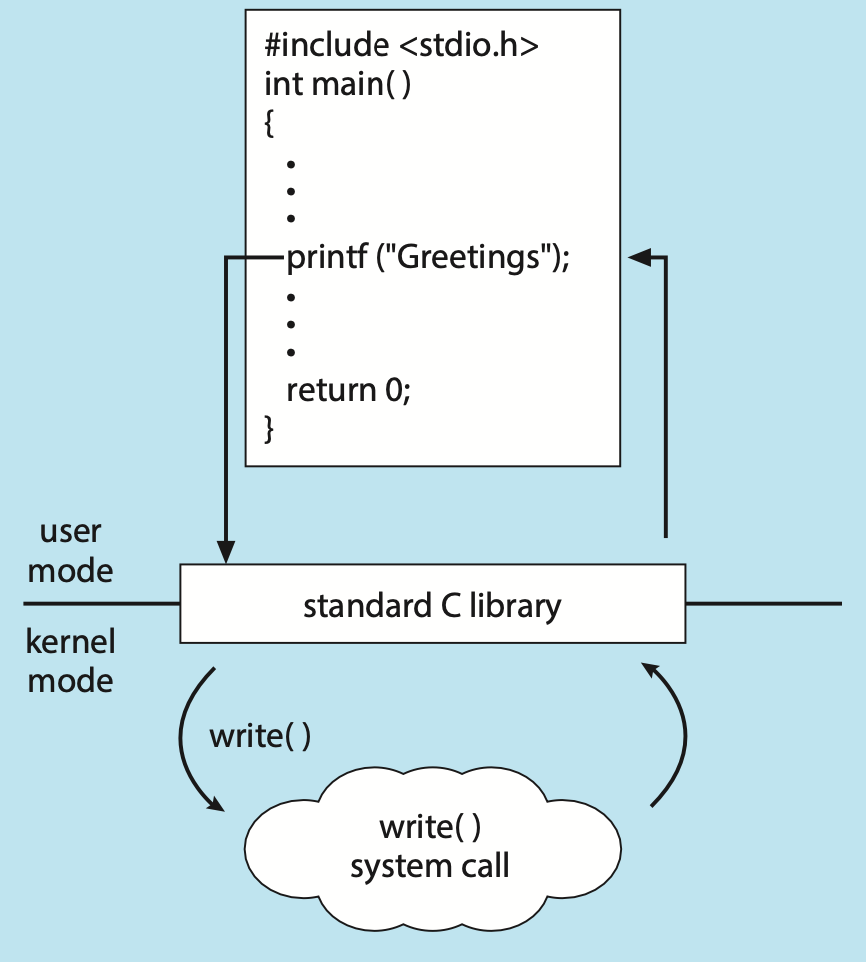 #include <stdio.h>
int main( )
{
•
•
•
printf ("Greetings");
•
•
•
return 0;
}
user
mode
standard C library
kernel
mode
write( )
write( )
system call